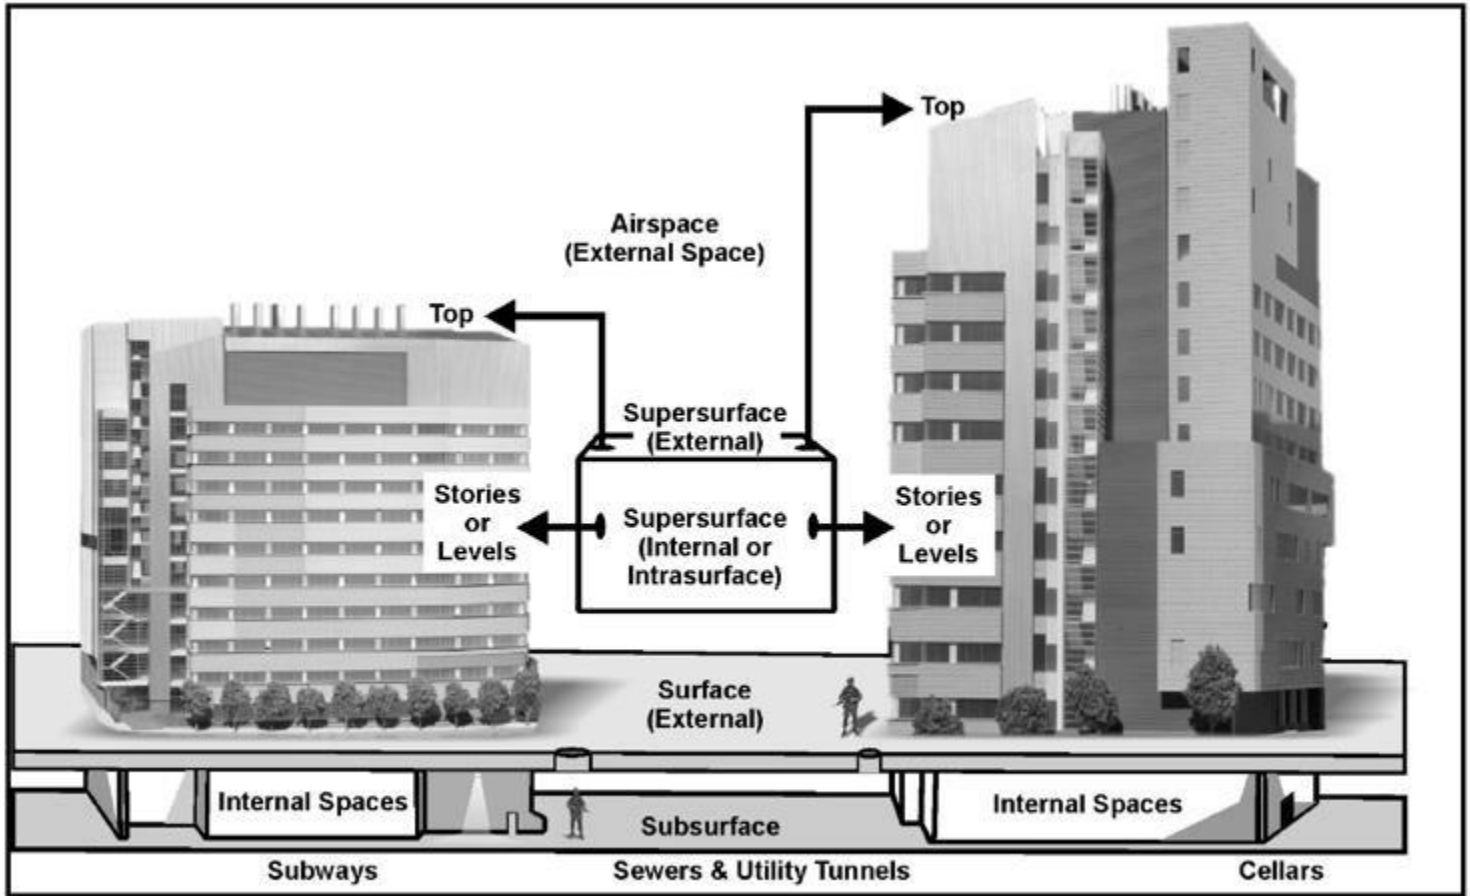 Top
Airspace
(External Space)
Top
Supersurface
(External)
Stories
or
Levels
Supersurface
(Internal or
Intrasurface)
Stories
or
Levels
Surface
(External)
Internal Spaces
Internal Spaces
Subsurface
Subways
Sewers & Utility Tunnels
Cellars